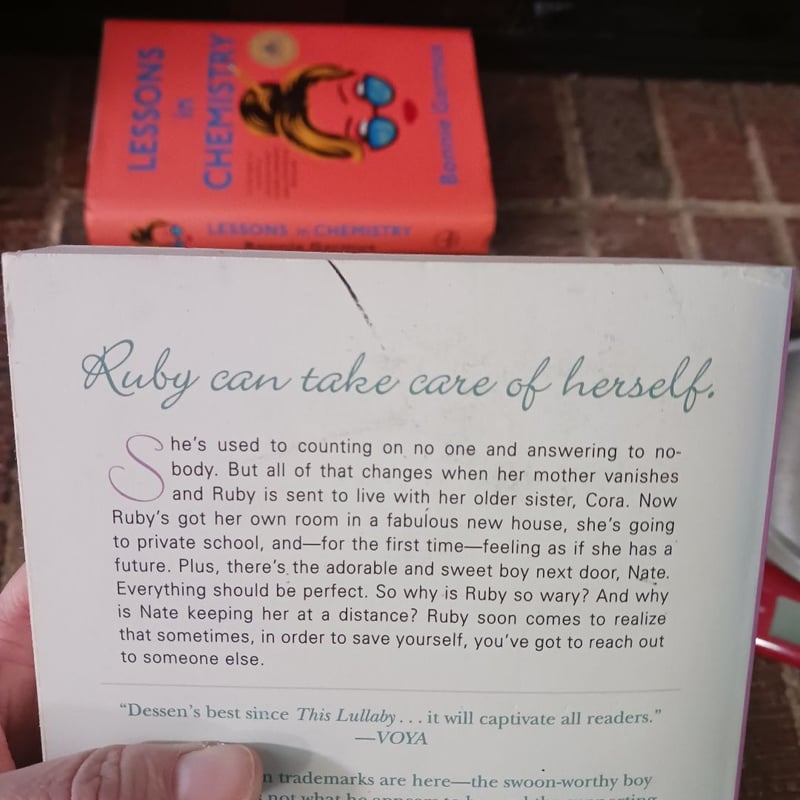 LESSONS
in
CHEMISTRY
Bonnie Garmus
LESSONS in CHEMISTRY
Bonnie Garmus
Ruby can take care of herself.
She's used to counting on no one and answering to no-
body. But all of that changes when her mother vanishes
and Ruby is sent to live with her older sister, Cora. Now
Ruby's got her own room in a fabulous new house, she's going
to private school, and—for the first time—feeling as if she has a
future. Plus, there's the adorable and sweet boy next door, Nate.
Everything should be perfect. So why is Ruby so wary? And why
is Nate keeping her at a distance? Ruby soon comes to realize
that sometimes, in order to save yourself, you've got to reach out
to someone else.
"Dessen's best since This Lullaby . . . it will captivate all readers."
—VOYA
n trademarks are here—the swoon-worthy boy